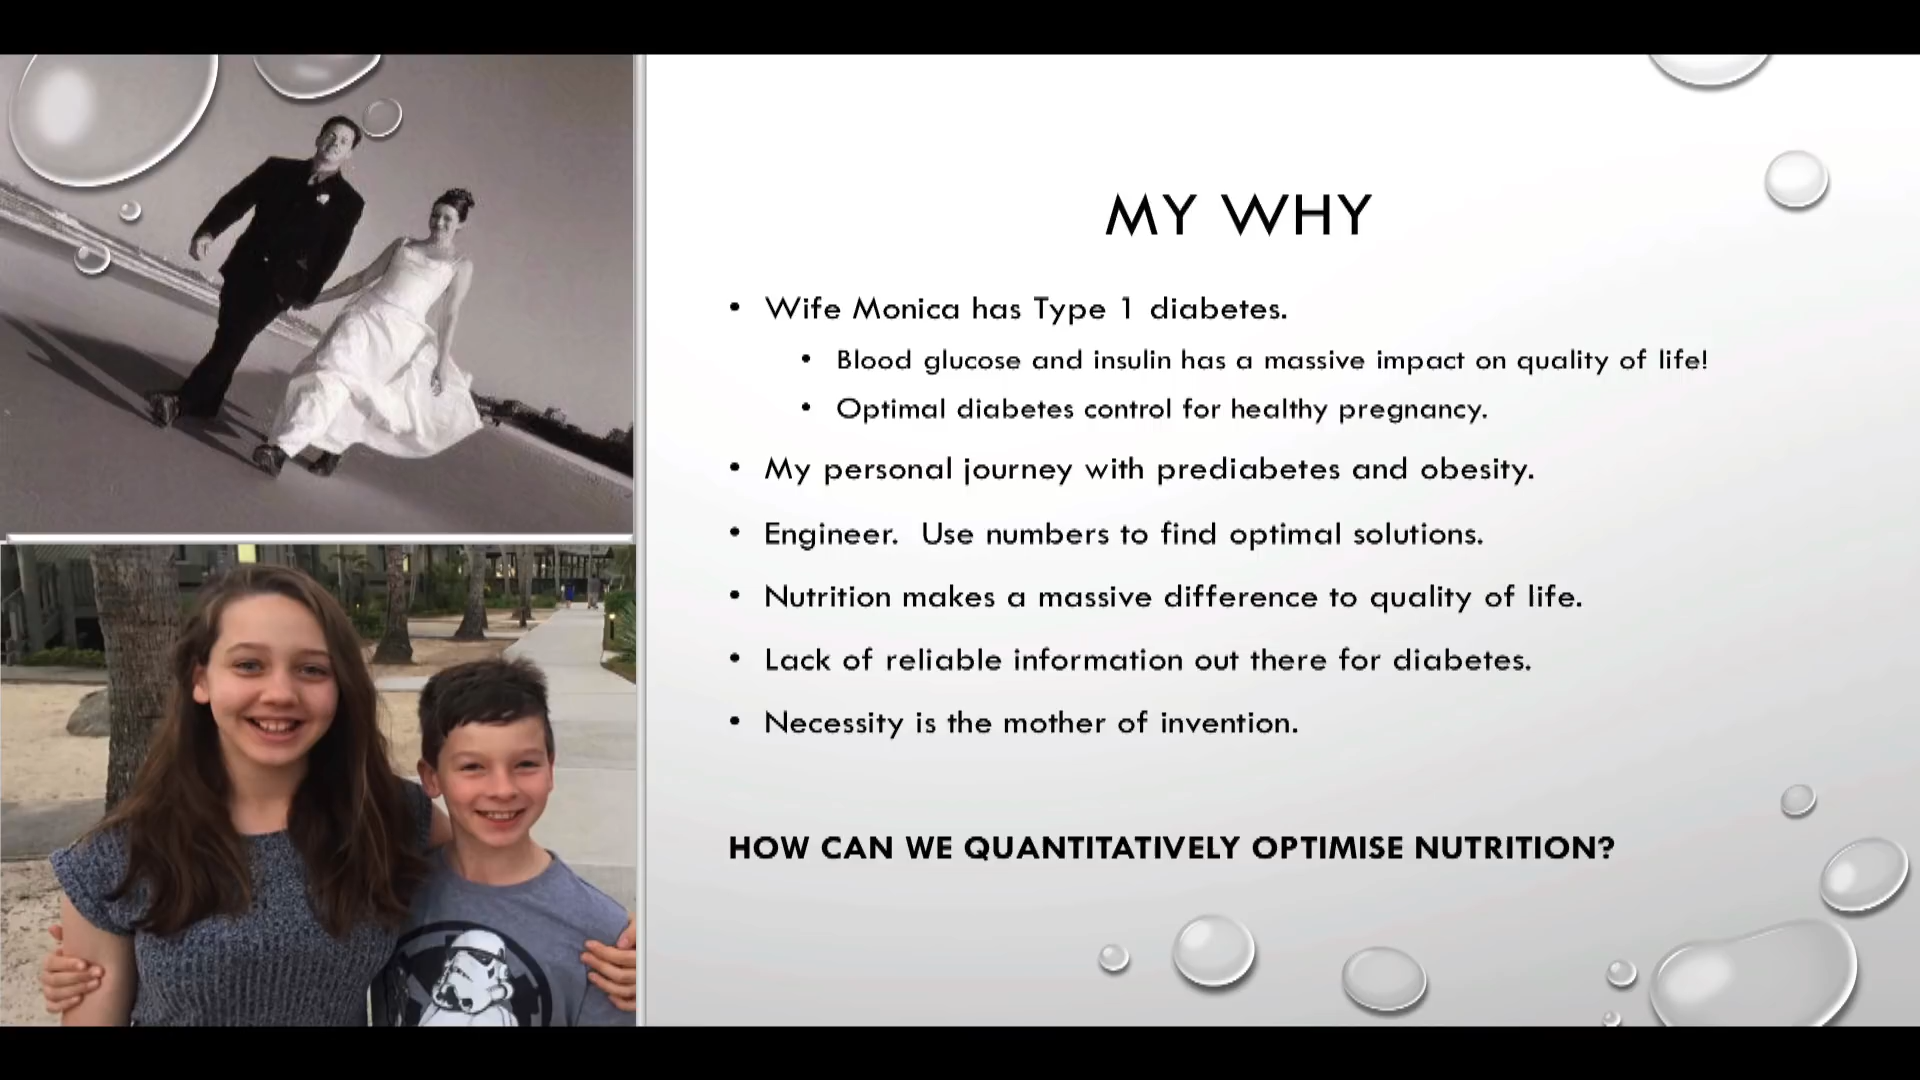 MY WHY
• Wife Monica has Type 1 diabetes.
• Blood glucose and insulin has a massive impact on quality of life!
• Optimal diabetes control for healthy pregnancy.
• My personal journey with prediabetes and obesity.
• Engineer.  Use numbers to find optimal solutions.
• Nutrition makes a massive difference to quality of life.
• Lack of reliable information out there for diabetes.
• Necessity is the mother of invention.
HOW CAN WE QUANTITATIVELY OPTIMISE NUTRITION?